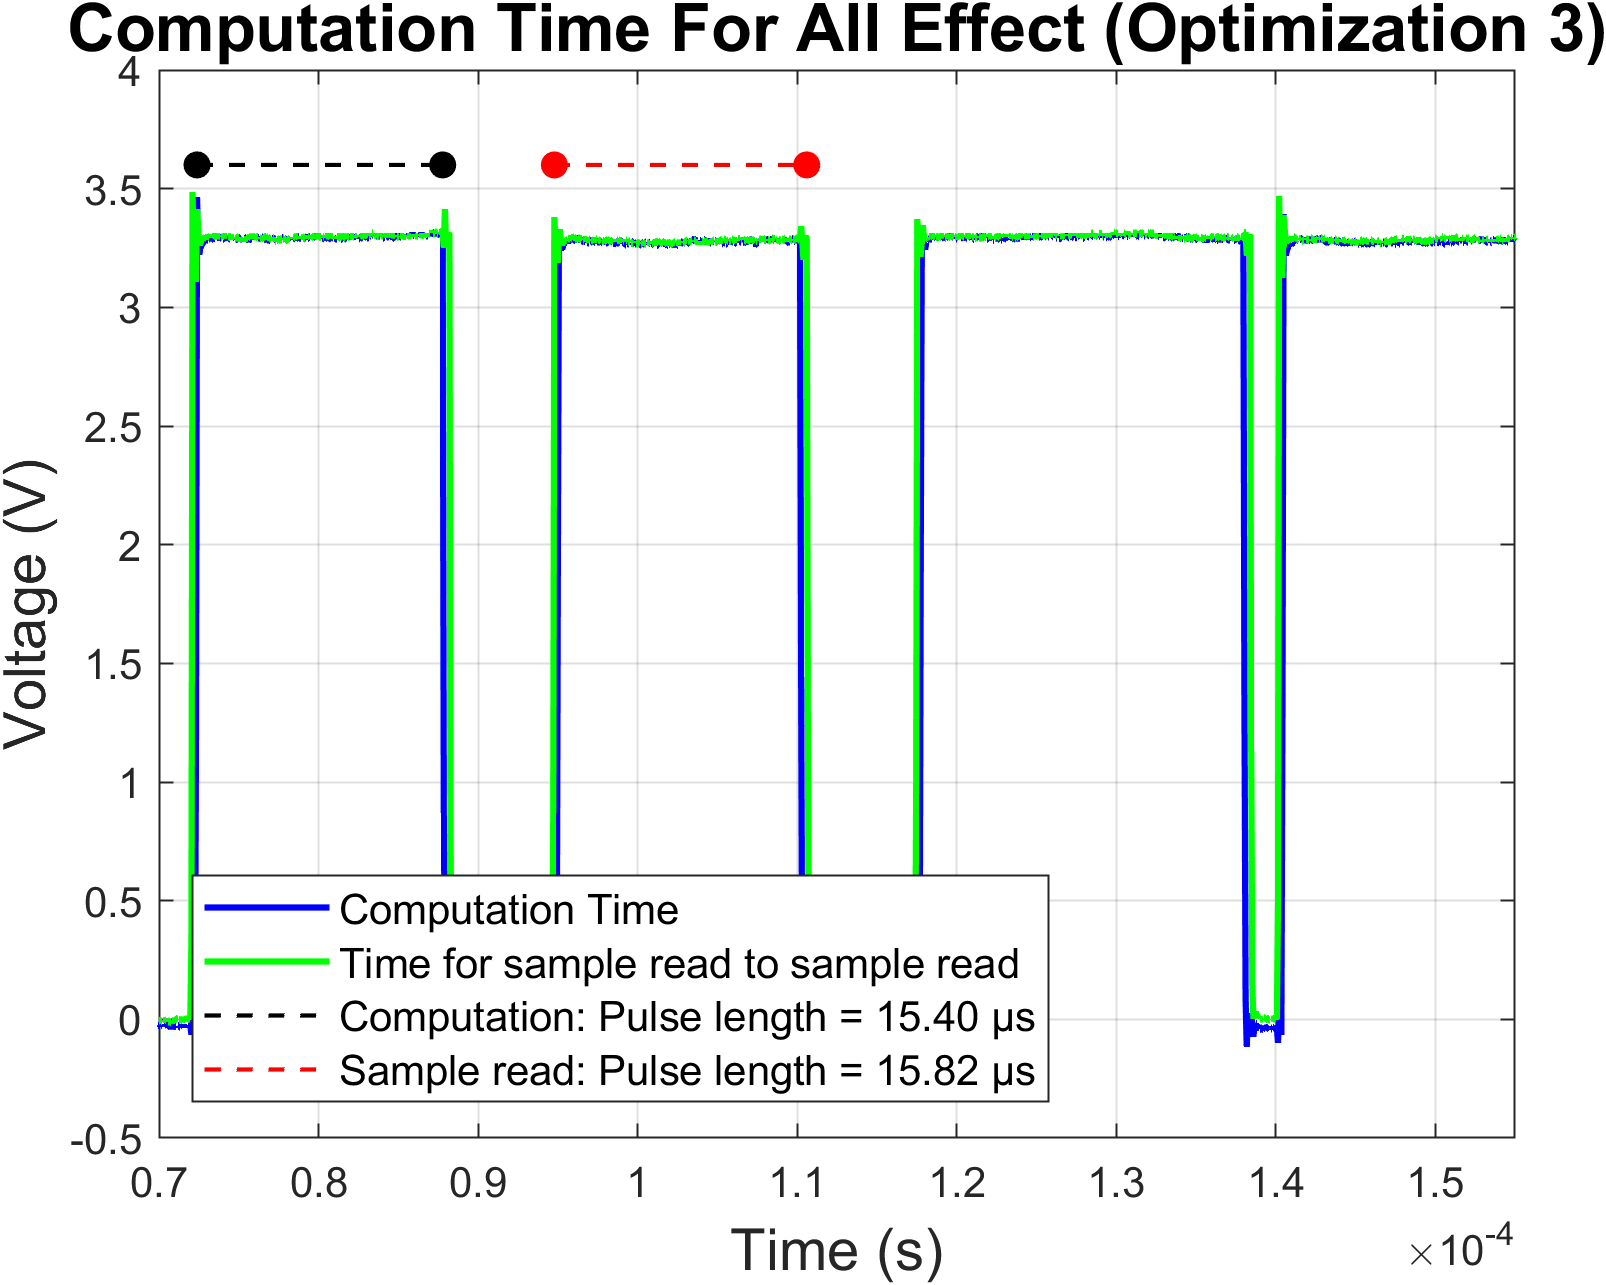 Computation Time For All Effect (Optimization 3)
4
3.5
3
2.5
2
1.5
1
0.5
0
-0.5
Voltage (V)
Computation Time
Time for sample read to sample read
Computation: Pulse length = 15.40 µs
Sample read: Pulse length = 15.82 µs
0.7 0.8 0.9 1 1.1 1.2 1.3 1.4 1.5
Time (s)
×10⁻⁴